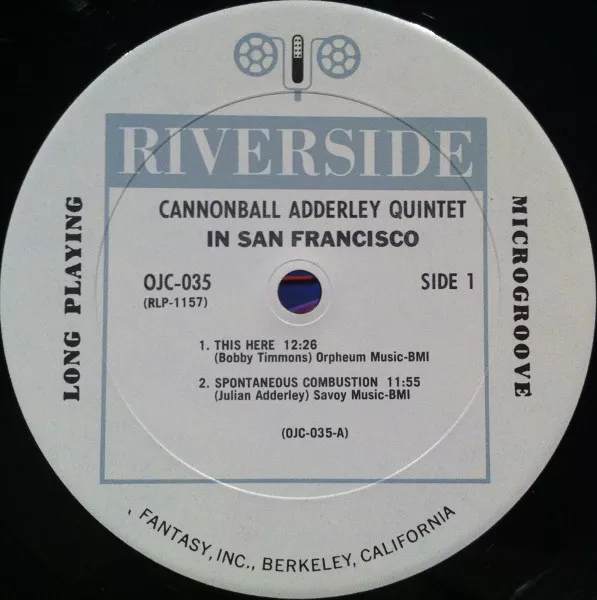 RIVERSIDE
CANNONBALL ADDERLEY QUINTET
IN SAN FRANCISCO
LONG PLAYING
MICROGROOVE
OJC-035
(RLP-1157)
SIDE 1
1. THIS HERE 12:26
(Bobby Timmons) Orpheum Music-BMI
2. SPONTANEOUS COMBUSTION 11:55
(Julian Adderley) Savoy Music-BMI
(OJC-035-A)
, FANTASY, INC., BERKELEY, CALIFORNIA